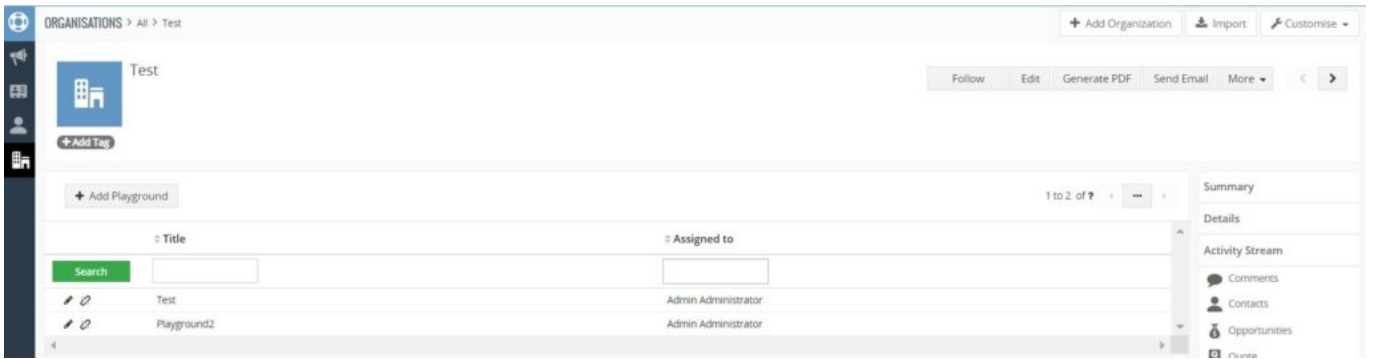 ORGANISATIONS > All > Test
+ Add Organization
Import
Customise
Test
Follow
Edit
Generate PDF
Send Email
More
+Add Tag
+ Add Playground
1 to 2 of ?
Title
Assigned to
Search
Test
Admin Administrator
Playground2
Admin Administrator
Summary
Details
Activity Stream
Comments
Contacts
Opportunities
Quote